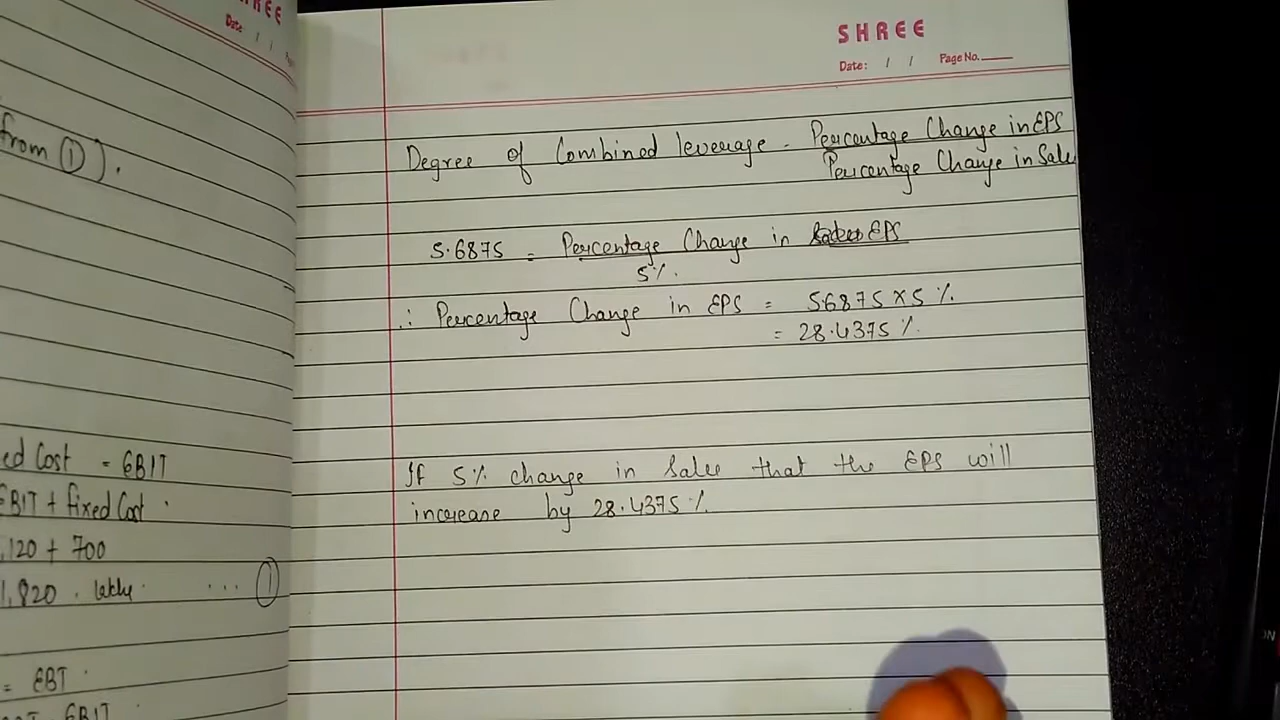 REE
Date: / /
from ①).
ed Cost = EBIT
EBIT + fixed Cost.
,120 + 700
1,820. lakhs. ... ①
= EBT.
EBIT
SHREE
Date: / / Page No.
Degree of Combined leverage = Percentage Change in EPS
Percentage Change in Sales
5.6875 = Percentage Change in EPS
5%.
∴ Percentage Change in EPS = 5.6875 × 5%.
= 28.4375%.
If 5% change in Sales that the EPS will
increase by 28.4375%.